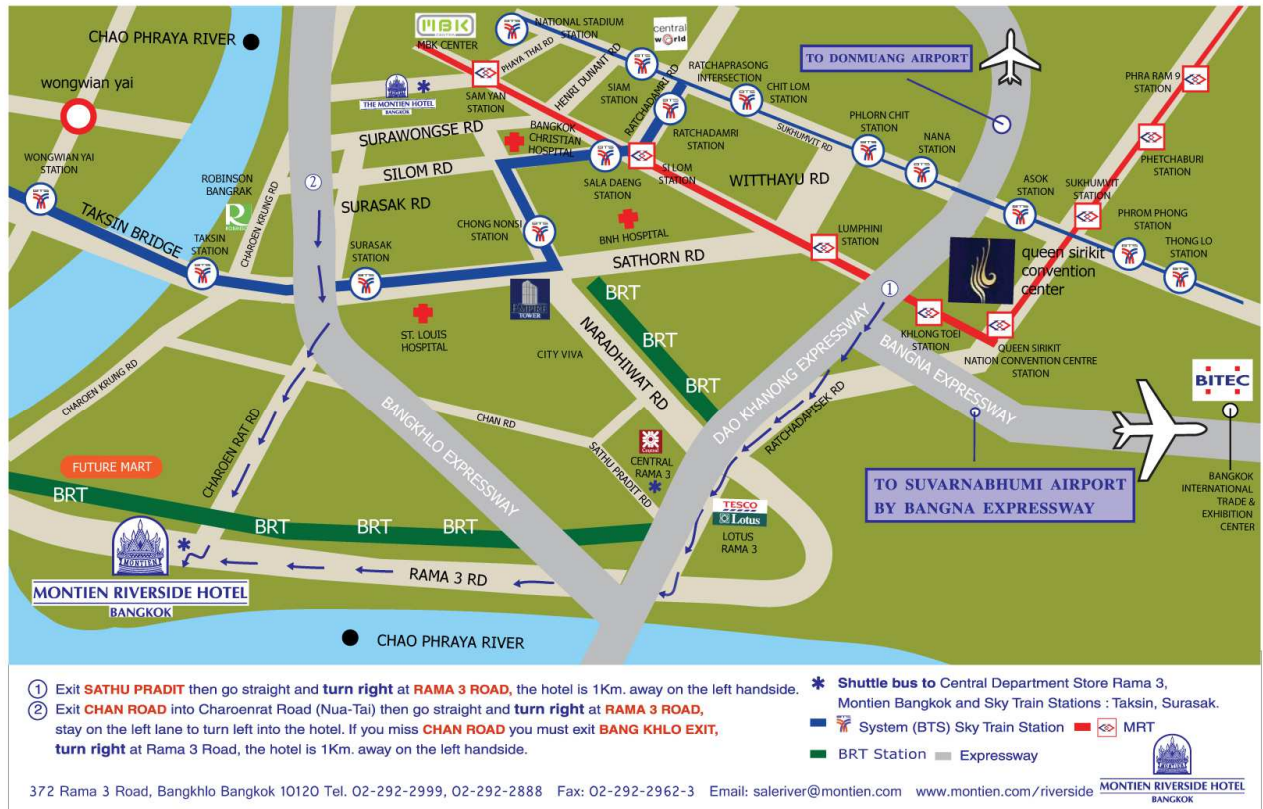 CHAO PHRAYA RIVER
MBK
CENTER
MBK CENTER
NATIONAL STADIUM
STATION
central
world
PHAYA THAI RD
HENRI DUNANT RD
SIAM
STATION
RATCHAPRASONG
INTERSECTION
RATCHADAMRI RD
CHIT LOM
STATION
TO DONMUANG AIRPORT
PHRA RAM 9
STATION
wongwian yai
THE MONTIEN HOTEL
BANGKOK
SAM YAN
STATION
SURAWONGSE RD
BANGKOK
CHRISTIAN
HOSPITAL
RATCHADAMRI
STATION
SUKHUMVIT RD
PHLORN CHIT
STATION
NANA
STATION
PHETCHABURI
STATION
WONGWIAN YAI
STATION
ROBINSON
BANGRAK
2
SILOM RD
SALA DAENG
STATION
SI LOM
STATION
WITTHAYU RD
ASOK
STATION
SUKHUMVIT
STATION
TAKSIN BRIDGE
CHAROEN KRUNG RD
SURASAK RD
CHONG NONSI
STATION
BNH HOSPITAL
LUMPHINI
STATION
PHROM PHONG
STATION
THONG LO
STATION
TAKSIN
STATION
SURASAK
STATION
SATHORN RD
queen sirikit
convention
center
ST. LOUIS
HOSPITAL
EMPIRE
TOWER
BRT
BRT
BRT
1
KHLONG TOEI
STATION
QUEEN SIRIKIT
NATION CONVENTION CENTRE
STATION
CITY VIVA
NARADHIWAT RD
DAO KHANONG EXPRESSWAY
BANGNA EXPRESSWAY
BITEC
CHAROEN KRUNG RD
BANGKHLO EXPRESSWAY
CHAN RD
RATCHADAPISEK RD
CHAROEN RAT RD
SATHU PRADIT RD
CENTRAL
RAMA 3
FUTURE MART
BRT
BRT
BRT
BRT
TESCO
Lotus
LOTUS
RAMA 3
TO SUVARNABHUMI AIRPORT
BY BANGNA EXPRESSWAY
BANGKOK
INTERNATIONAL
TRADE &
EXHIBITION
CENTER
MONTIEN
MONTIEN RIVERSIDE HOTEL
BANGKOK
RAMA 3 RD
CHAO PHRAYA RIVER
1 Exit SATHU PRADIT then go straight and turn right at RAMA 3 ROAD, the hotel is 1Km. away on the left handside.
2 Exit CHAN ROAD into Charoenrat Road (Nua-Tai) then go straight and turn right at RAMA 3 ROAD,
stay on the left lane to turn left into the hotel. If you miss CHAN ROAD you must exit BANG KHLO EXIT,
turn right at Rama 3 Road, the hotel is 1Km. away on the left handside.
* Shuttle bus to Central Department Store Rama 3,
Montien Bangkok and Sky Train Stations : Taksin, Surasak.
System (BTS) Sky Train Station MRT
BRT Station Expressway
372 Rama 3 Road, Bangkhlo Bangkok 10120 Tel. 02-292-2999, 02-292-2888 Fax: 02-292-2962-3 Email: saleriver@montien.com www.montien.com/riverside
MONTIEN RIVERSIDE HOTEL
BANGKOK